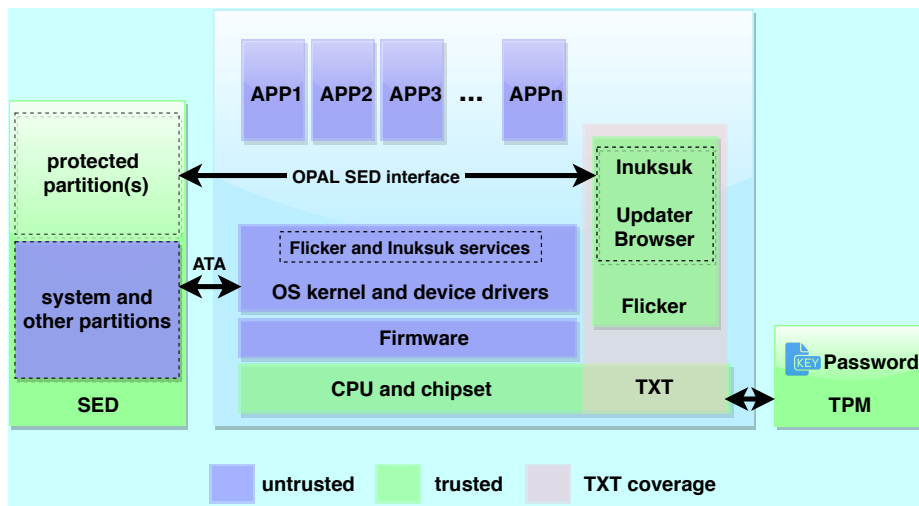 APP1 APP2 APP3 ... APPn
protected
partition(s)
OPAL SED interface
Inuksuk
Updater
Browser
Flicker
ATA
Flicker and Inuksuk services
OS kernel and device drivers
system and
other partitions
Firmware
SED
CPU and chipset
TXT
KEY Password
TPM
untrusted
trusted
TXT coverage